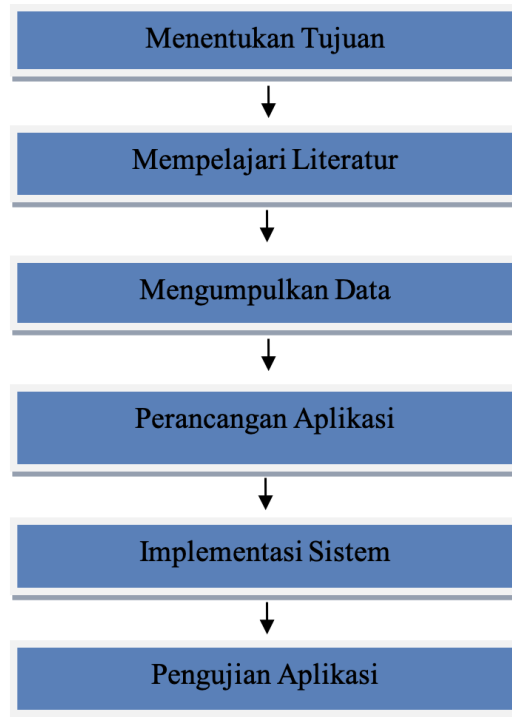 Menentukan Tujuan
Mempelajari Literatur
Mengumpulkan Data
Perancangan Aplikasi
Implementasi Sistem
Pengujian Aplikasi